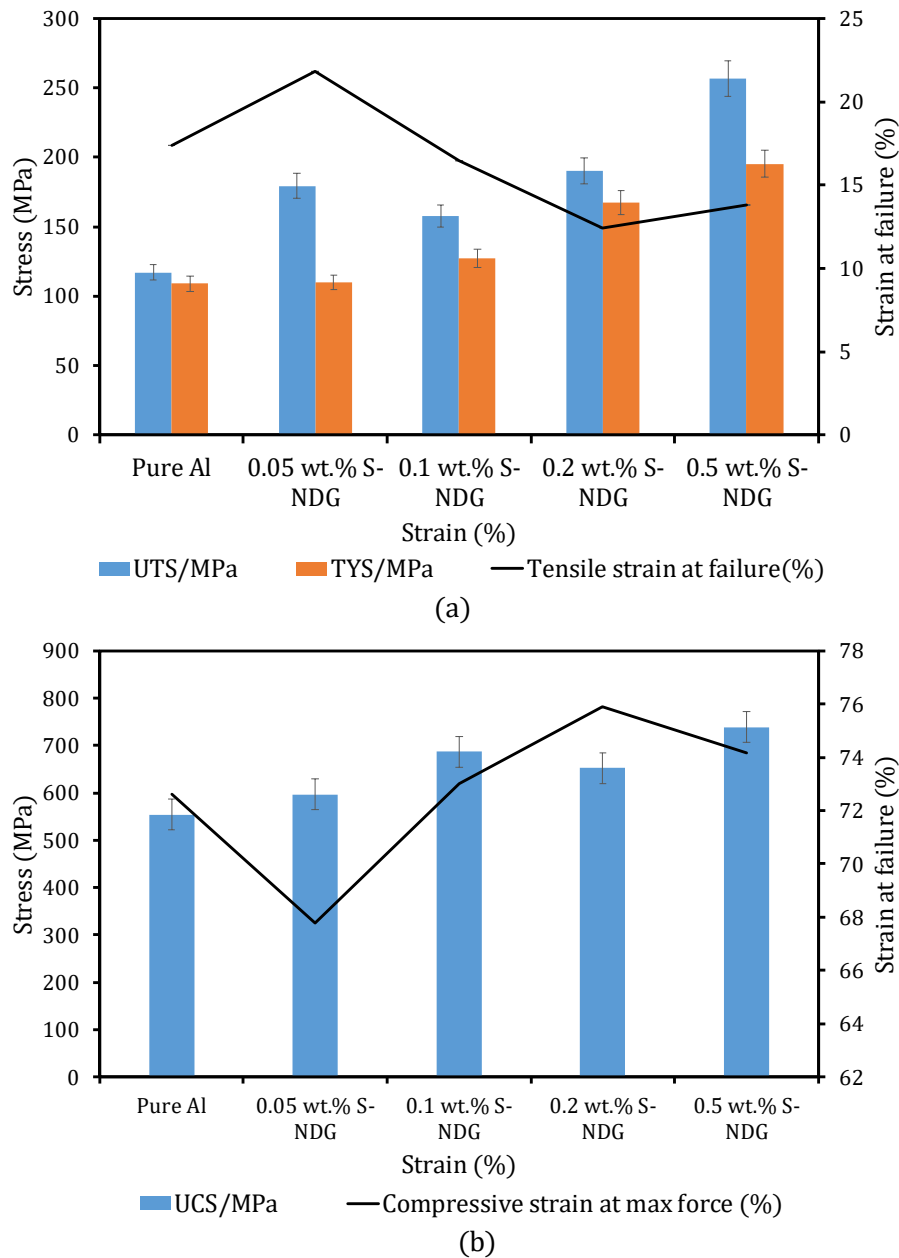 300
250
200
150
100
50
0
Stress (MPa)
25
20
15
10
5
0
Strain at failure (%)
Pure Al
0.05 wt.% S-
NDG
0.1 wt.% S-
NDG
0.2 wt.% S-
NDG
0.5 wt.% S-
NDG
Strain (%)
UTS/MPa
TYS/MPa
Tensile strain at failure(%)
(a)
900
800
700
600
500
400
300
200
100
0
Stress (MPa)
78
76
74
72
70
68
66
64
62
Strain at failure (%)
Pure Al
0.05 wt.% S-
NDG
0.1 wt.% S-
NDG
0.2 wt.% S-
NDG
0.5 wt.% S-
NDG
Strain (%)
UCS/MPa
Compressive strain at max force (%)
(b)